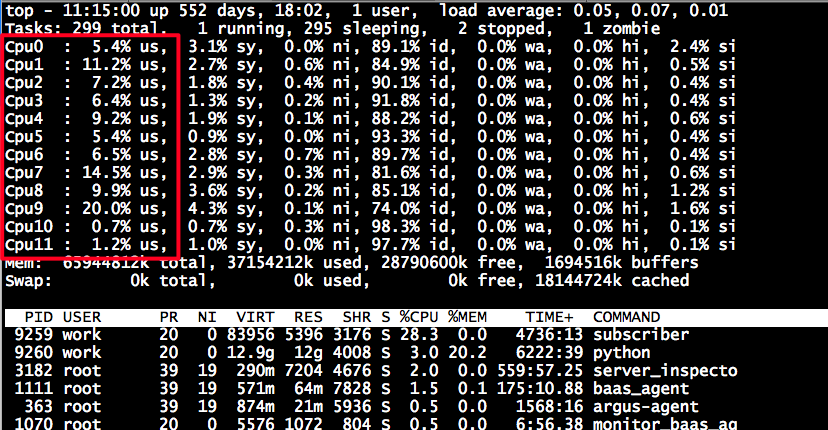 top - 11:15:00 up 552 days, 18:02,  1 user,  load average: 0.05, 0.07, 0.01
Tasks: 299 total,   1 running, 295 sleeping,   2 stopped,   1 zombie
Cpu0  :  5.4% us,  3.1% sy,  0.0% ni, 89.1% id,  0.0% wa,  0.0% hi,  2.4% si
Cpu1  : 11.2% us,  2.7% sy,  0.6% ni, 84.9% id,  0.0% wa,  0.0% hi,  0.5% si
Cpu2  :  7.2% us,  1.8% sy,  0.4% ni, 90.1% id,  0.0% wa,  0.0% hi,  0.4% si
Cpu3  :  6.4% us,  1.3% sy,  0.2% ni, 91.8% id,  0.0% wa,  0.0% hi,  0.4% si
Cpu4  :  9.2% us,  1.9% sy,  0.1% ni, 88.2% id,  0.0% wa,  0.0% hi,  0.6% si
Cpu5  :  5.4% us,  0.9% sy,  0.0% ni, 93.3% id,  0.0% wa,  0.0% hi,  0.4% si
Cpu6  :  6.5% us,  2.8% sy,  0.7% ni, 89.7% id,  0.0% wa,  0.0% hi,  0.4% si
Cpu7  : 14.5% us,  2.9% sy,  0.3% ni, 81.6% id,  0.0% wa,  0.0% hi,  0.6% si
Cpu8  :  9.9% us,  3.6% sy,  0.2% ni, 85.1% id,  0.0% wa,  0.0% hi,  1.2% si
Cpu9  : 20.0% us,  4.3% sy,  0.1% ni, 74.0% id,  0.0% wa,  0.0% hi,  1.6% si
Cpu10 :  0.7% us,  0.7% sy,  0.3% ni, 98.3% id,  0.0% wa,  0.0% hi,  0.1% si
Cpu11 :  1.2% us,  1.0% sy,  0.0% ni, 97.7% id,  0.0% wa,  0.0% hi,  0.1% si
Mem:  65944812k total, 37154212k used, 28790600k free,  1694516k buffers
Swap:        0k total,        0k used,        0k free, 18144724k cached
PID USER      PR  NI  VIRT  RES  SHR S %CPU %MEM    TIME+  COMMAND
9259 work      20   0 83956 5396 3176 S 28.3  0.0   4736:13 subscriber
9260 work      20   0 12.9g  12g 4008 S  3.0 20.2   6222:39 python
3182 root      39  19  290m 7204 4676 S  2.0  0.0 559:57.25 server_inspecto
1111 root      39  19  571m  64m 7828 S  1.5  0.1 175:10.88 baas_agent
363 root      39  19  874m  21m 5936 S  0.5  0.0   1568:16 argus-agent
1070 root      20   0  5576 1072  804 S  0.5  0.0   6:56.38 monitor_baas_ag